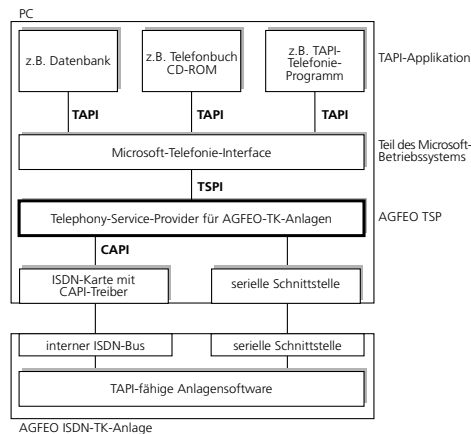 PC
z.B. Datenbank
z.B. Telefonbuch
CD-ROM
z.B. TAPI-
Telefonie-
Programm
TAPI-Applikation
TAPI
TAPI
TAPI
Microsoft-Telefonie-Interface
Teil des Microsoft-
Betriebssystems
TSPI
Telephony-Service-Provider für AGFEO-TK-Anlagen
AGFEO TSP
CAPI
ISDN-Karte mit
CAPI-Treiber
serielle Schnittstelle
interner ISDN-Bus
serielle Schnittstelle
TAPI-fähige Anlagensoftware
AGFEO ISDN-TK-Anlage